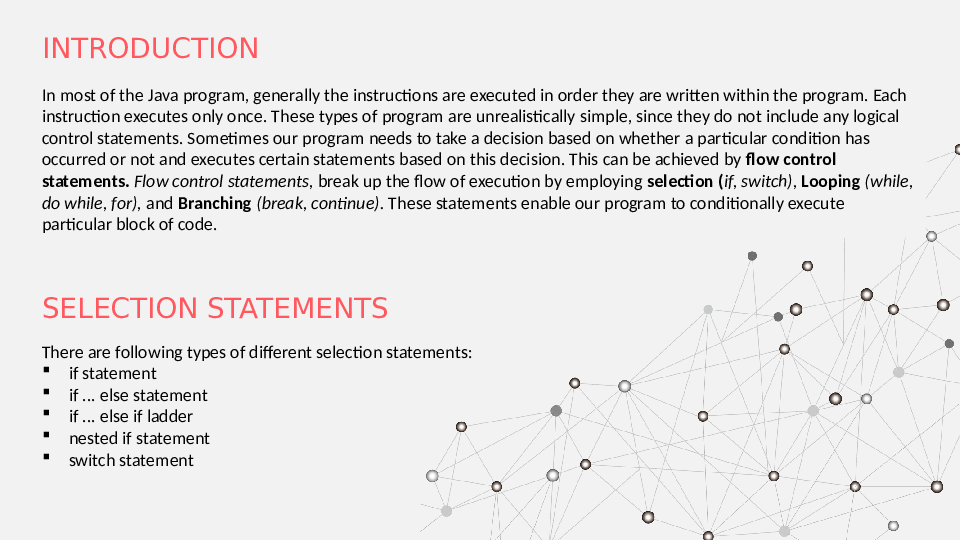 INTRODUCTION
In most of the Java program, generally the instructions are executed in order they are written within the program. Each
instruction executes only once. These types of program are unrealistically simple, since they do not include any logical
control statements. Sometimes our program needs to take a decision based on whether a particular condition has
occurred or not and executes certain statements based on this decision. This can be achieved by flow control
statements. Flow control statements, break up the flow of execution by employing selection (if, switch), Looping (while,
do while, for), and Branching (break, continue). These statements enable our program to conditionally execute
particular block of code.
SELECTION STATEMENTS
There are following types of different selection statements:
▪ if statement
▪ if ... else statement
▪ if ... else if ladder
▪ nested if statement
▪ switch statement